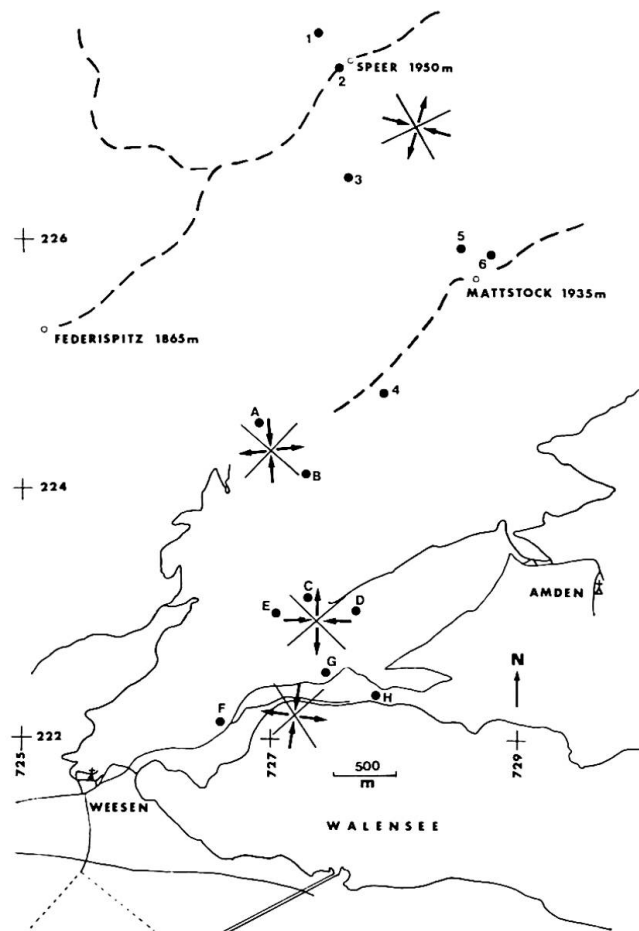 1
2
SPEER 1950m
3
226
5
6
MATTSTOCK 1935m
FEDERISPITZ 1865m
4
A
B
224
C
E
D
AMDEN
G
N
F
H
222
725
727
729
500
m
WEESEN
WALENSEE